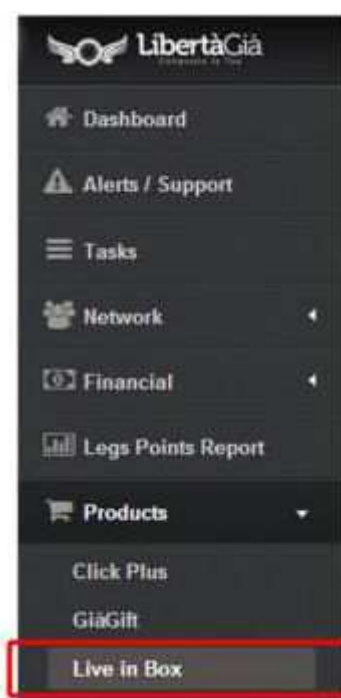 LibertàGià
Dashboard
Alerts / Support
Tasks
Network
Financial
Legs Points Report
Products
Click Plus
GiàGift
Live in Box